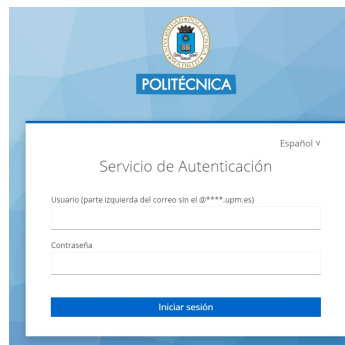 POLITÉCNICA
Español ∨
Servicio de Autenticación
Usuario (parte izquierda del correo sin el @****.upm.es)
Contraseña
Iniciar sesión